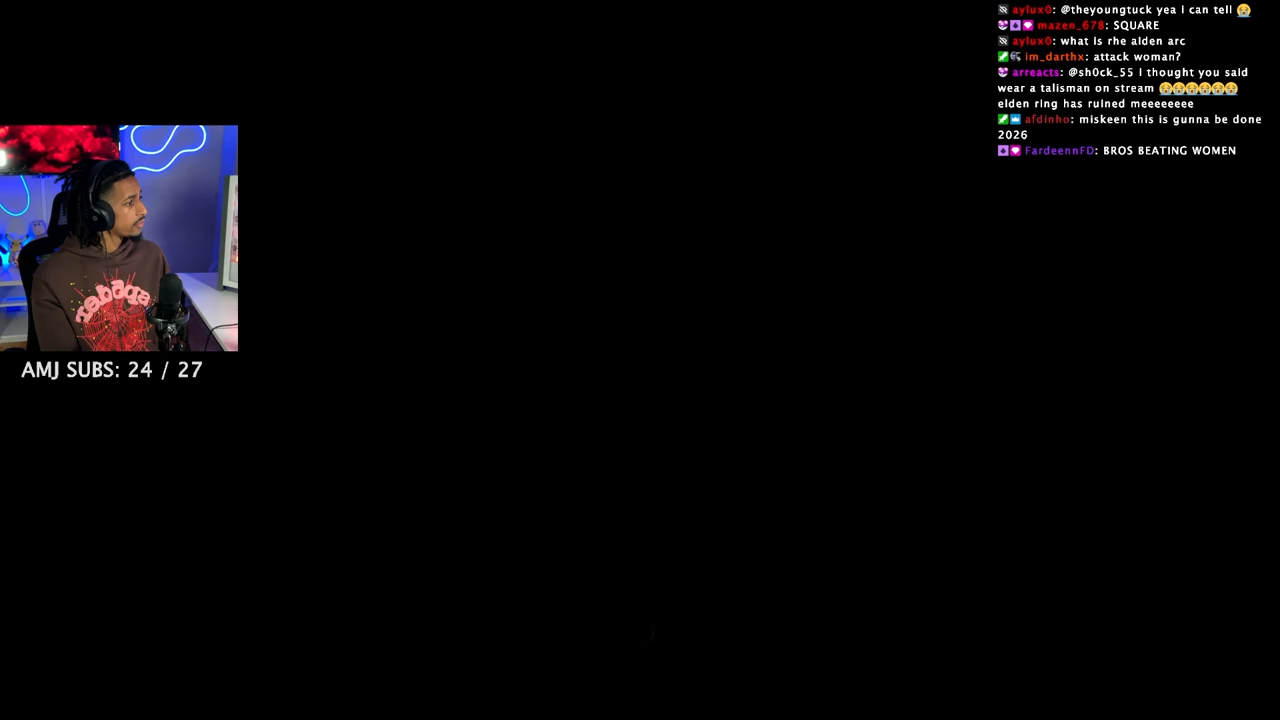 aylux0: @theyoungtuck yea I can tell 😭
mazen_678: SQUARE
aylux0: what is rhe alden arc
im_darthx: attack woman?
arreacts: @sh0ck_55 I thought you said
wear a talisman on stream 😭😭😭😭😭😭
elden ring has ruined meeeeeeee
afdinho: miskeen this is gunna be done
2026
FardeennFD: BROS BEATING WOMEN
AMJ SUBS: 24 / 27